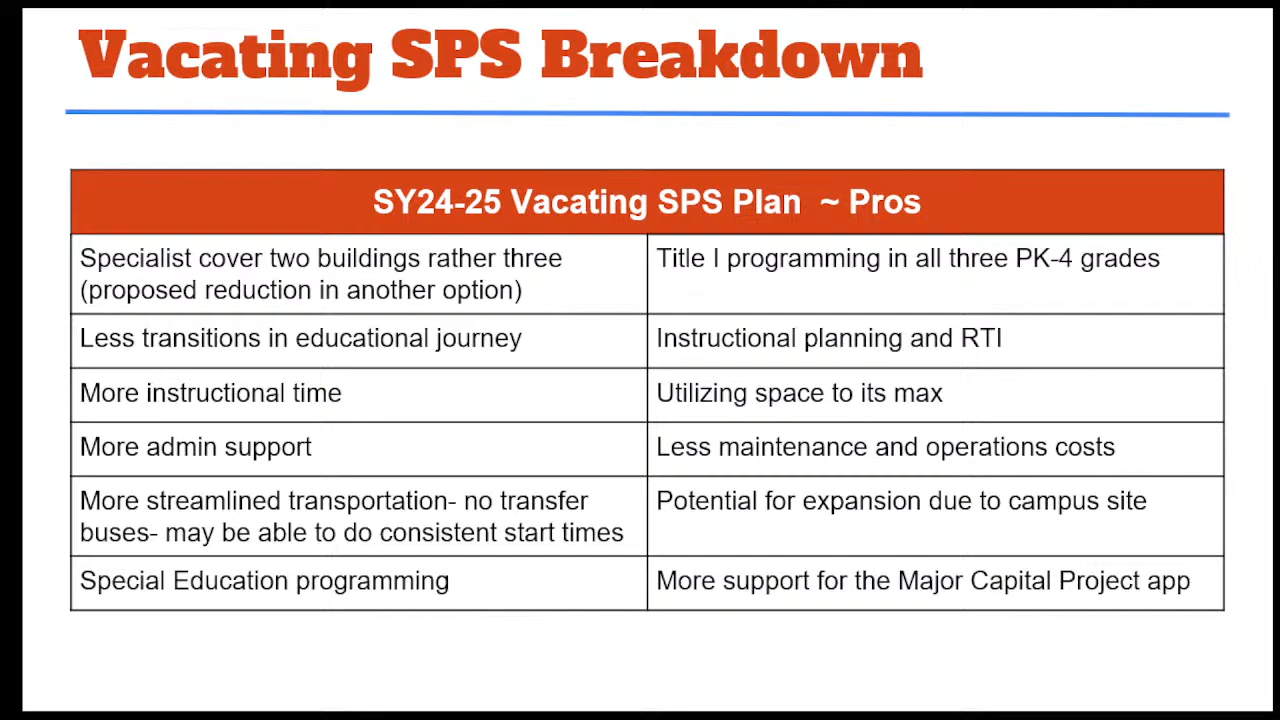 Vacating SPS Breakdown
SY24-25 Vacating SPS Plan ~ Pros
Specialist cover two buildings rather three
(proposed reduction in another option)
Title I programming in all three PK-4 grades
Less transitions in educational journey
Instructional planning and RTI
More instructional time
Utilizing space to its max
More admin support
Less maintenance and operations costs
More streamlined transportation- no transfer
buses- may be able to do consistent start times
Potential for expansion due to campus site
Special Education programming
More support for the Major Capital Project app